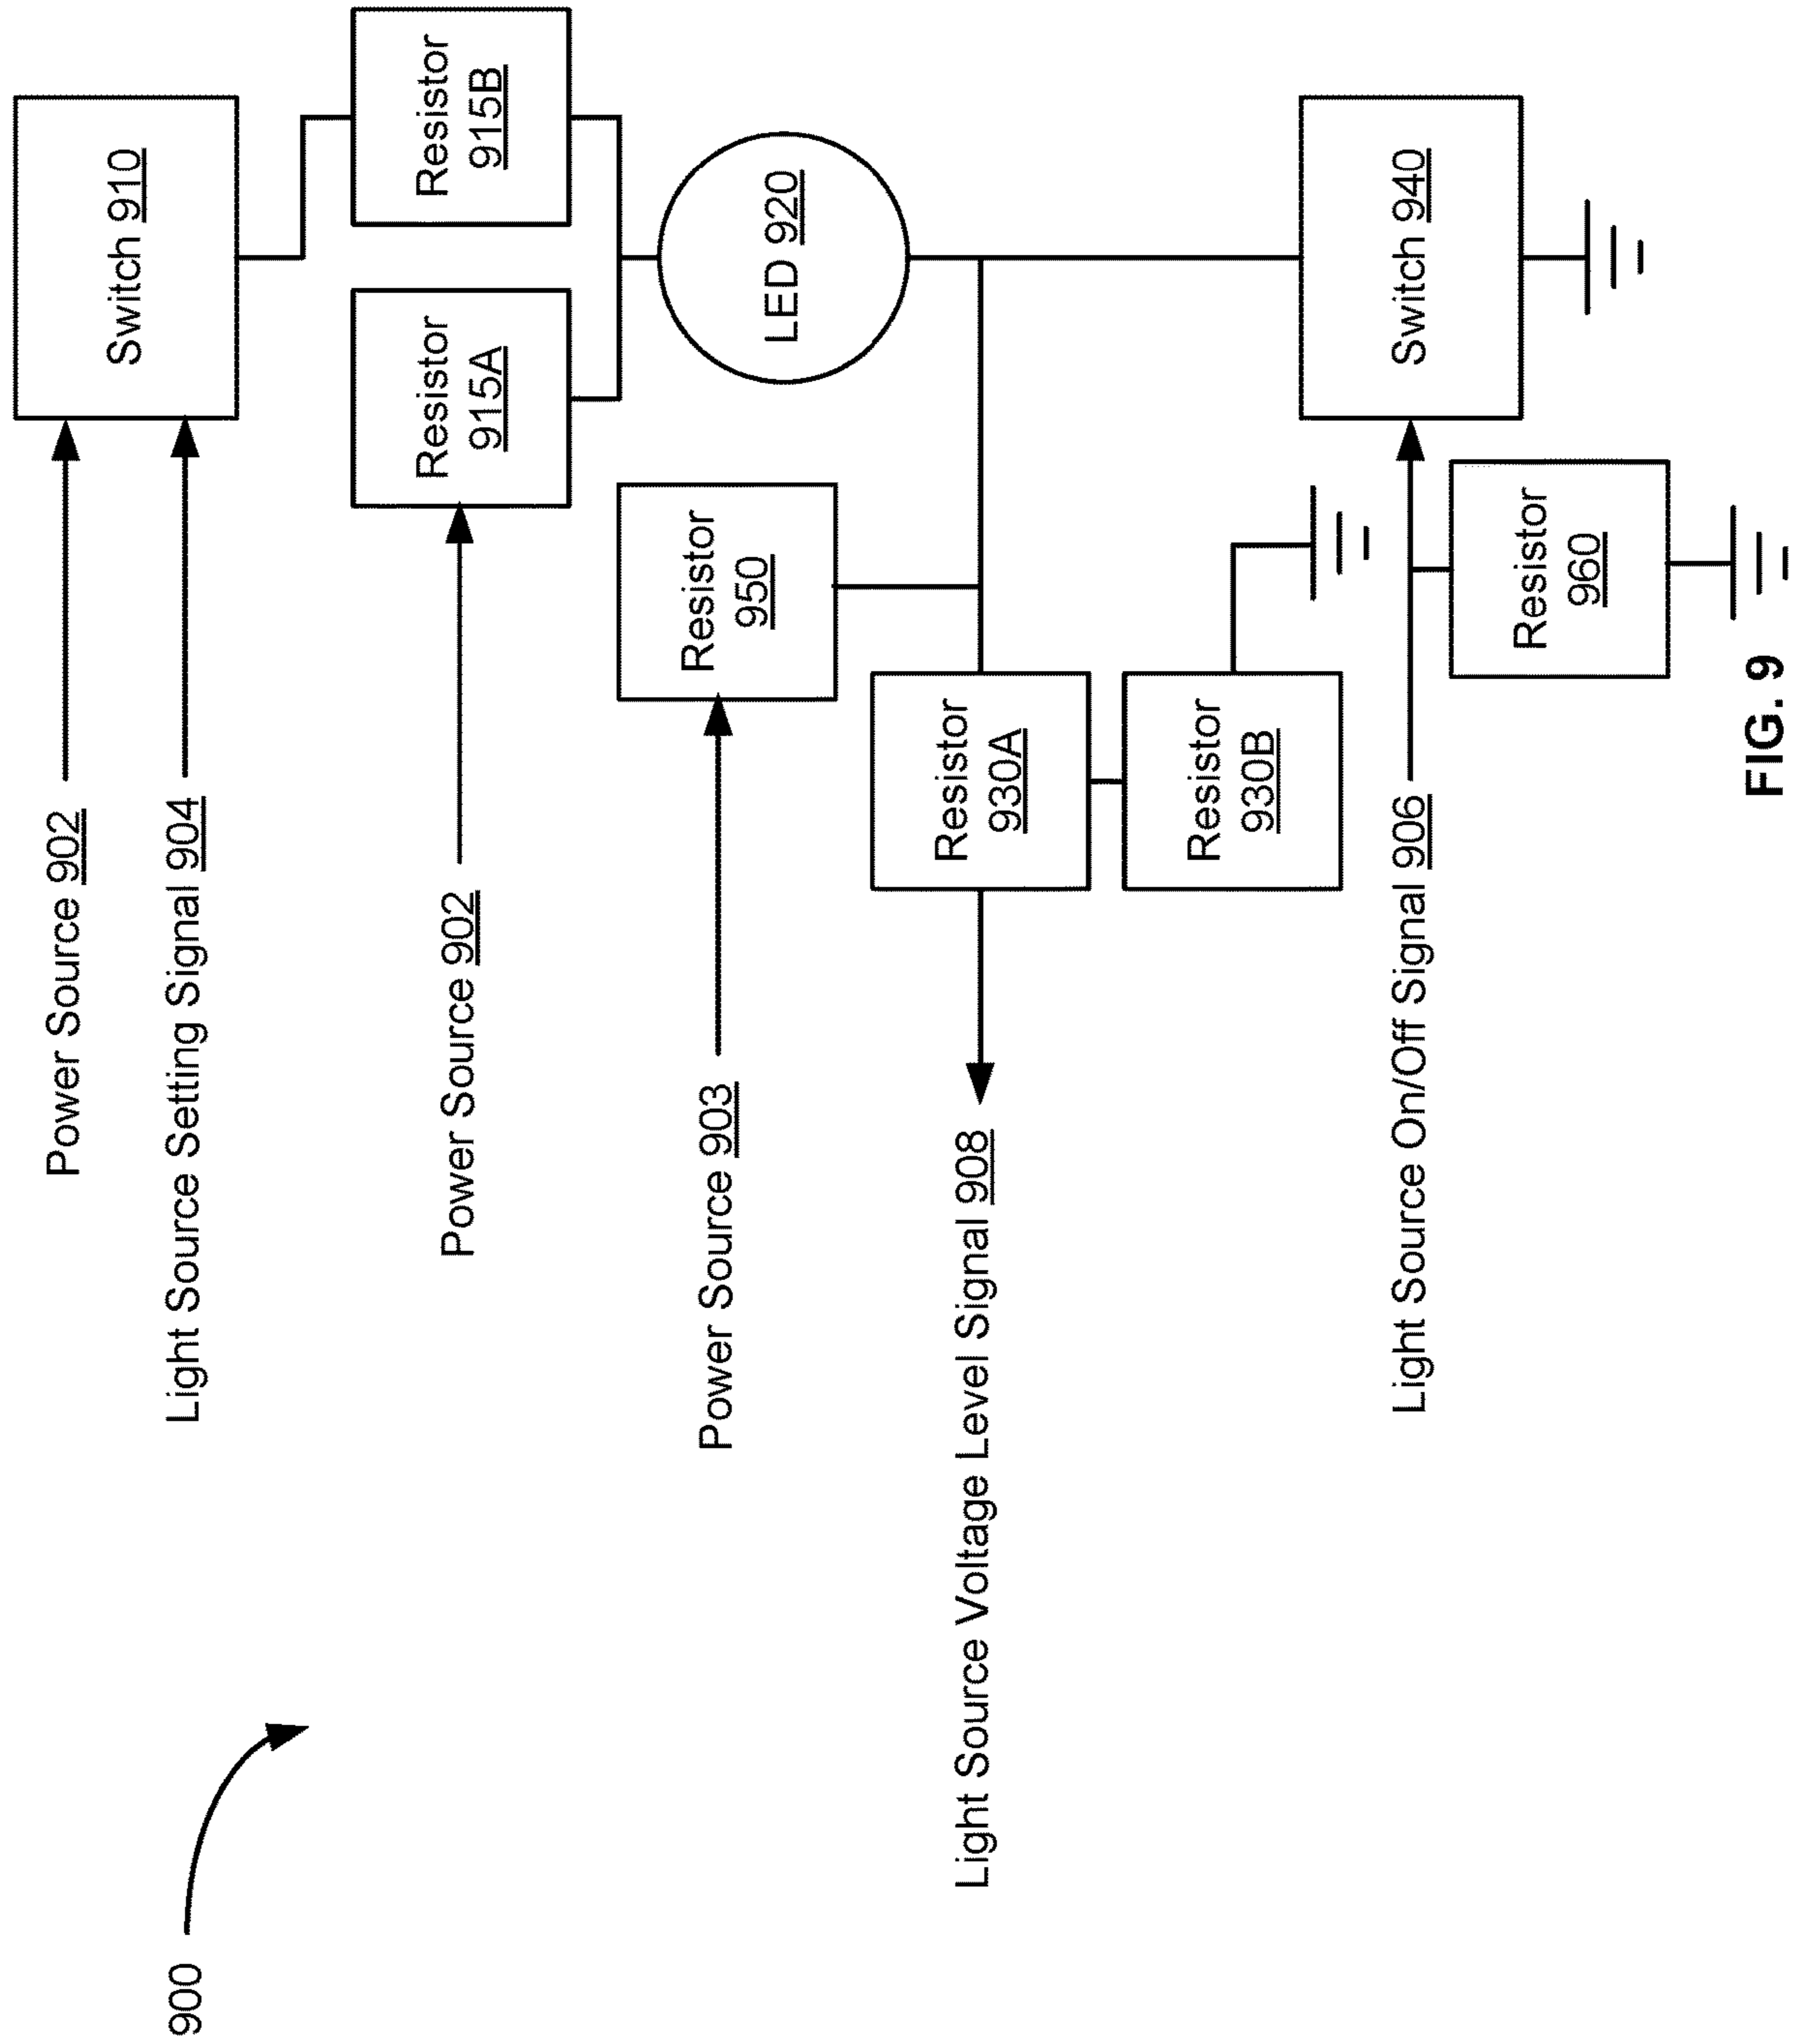 900
Power Source 902
Light Source Setting Signal 904
Switch 910
Power Source 902
Resistor
915A
Resistor
915B
Power Source 903
Resistor
950
LED 920
Light Source Voltage Level Signal 908
Resistor
930A
Resistor
930B
Light Source On/Off Signal 906
Switch 940
Resistor
960
FIG. 9